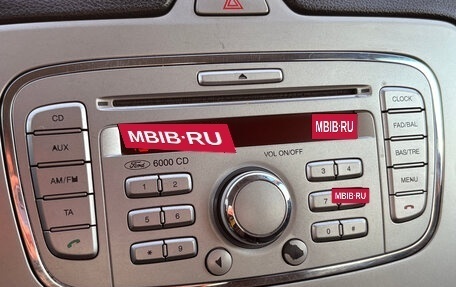 CD
AUX
AM/FM
TA
MBIB·RU
MBIB·RU
Ford 6000 CD
VOL ON/OFF
1 2
5 6
* 9
3 4
7
MBIB·RU
0 #
CLOCK
FAD/BAL
BAS/TRE
MENU